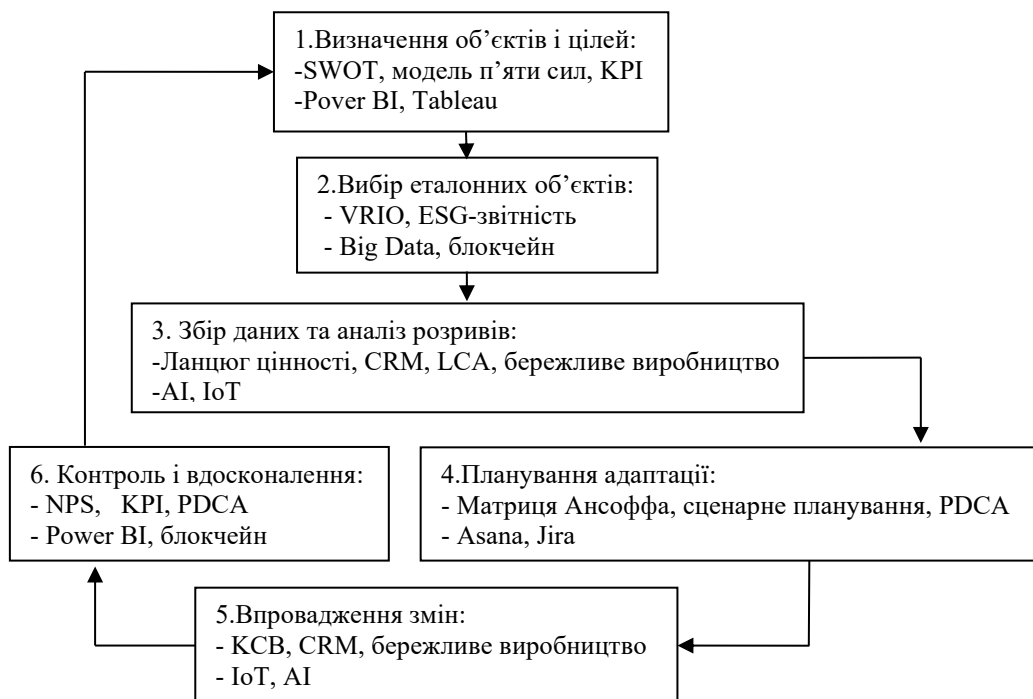 1.Визначення об’єктів і цілей:
-SWOT, модель п’яти сил, KPI
-Pover BI, Tableau
2.Вибір еталонних об’єктів:
- VRIO, ESG-звітність
- Big Data, блокчейн
3. Збір даних та аналіз розривів:
-Ланцюг цінності, CRM, LCA, бережливе виробництво
-AI, IoT
4.Планування адаптації:
- Матриця Ансоффа, сценарне планування, PDCA
- Asana, Jira
5.Впровадження змін:
- КСВ, CRM, бережливе виробництво
- IoT, AI
6. Контроль і вдосконалення:
- NPS, KPI, PDCA
- Power BI, блокчейн